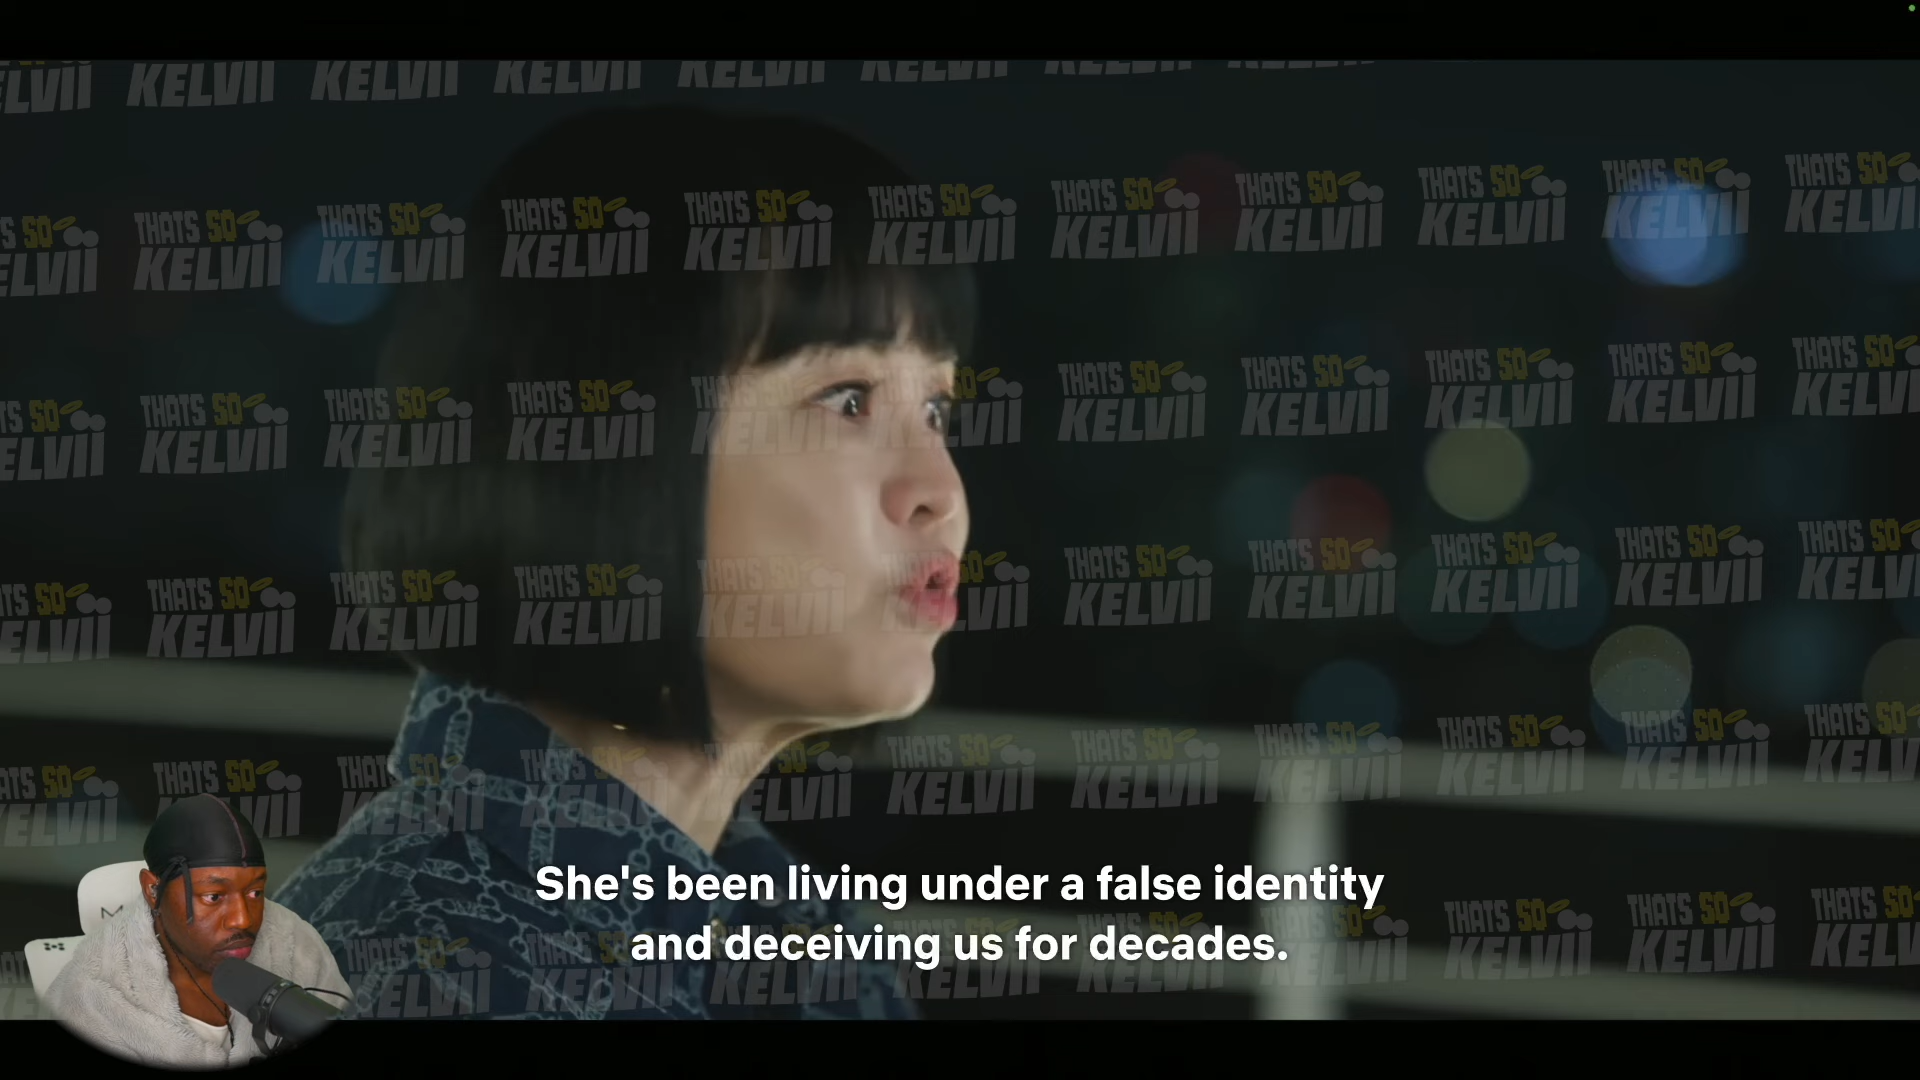 THATS SO
KELVII
She's been living under a false identity
and deceiving us for decades.